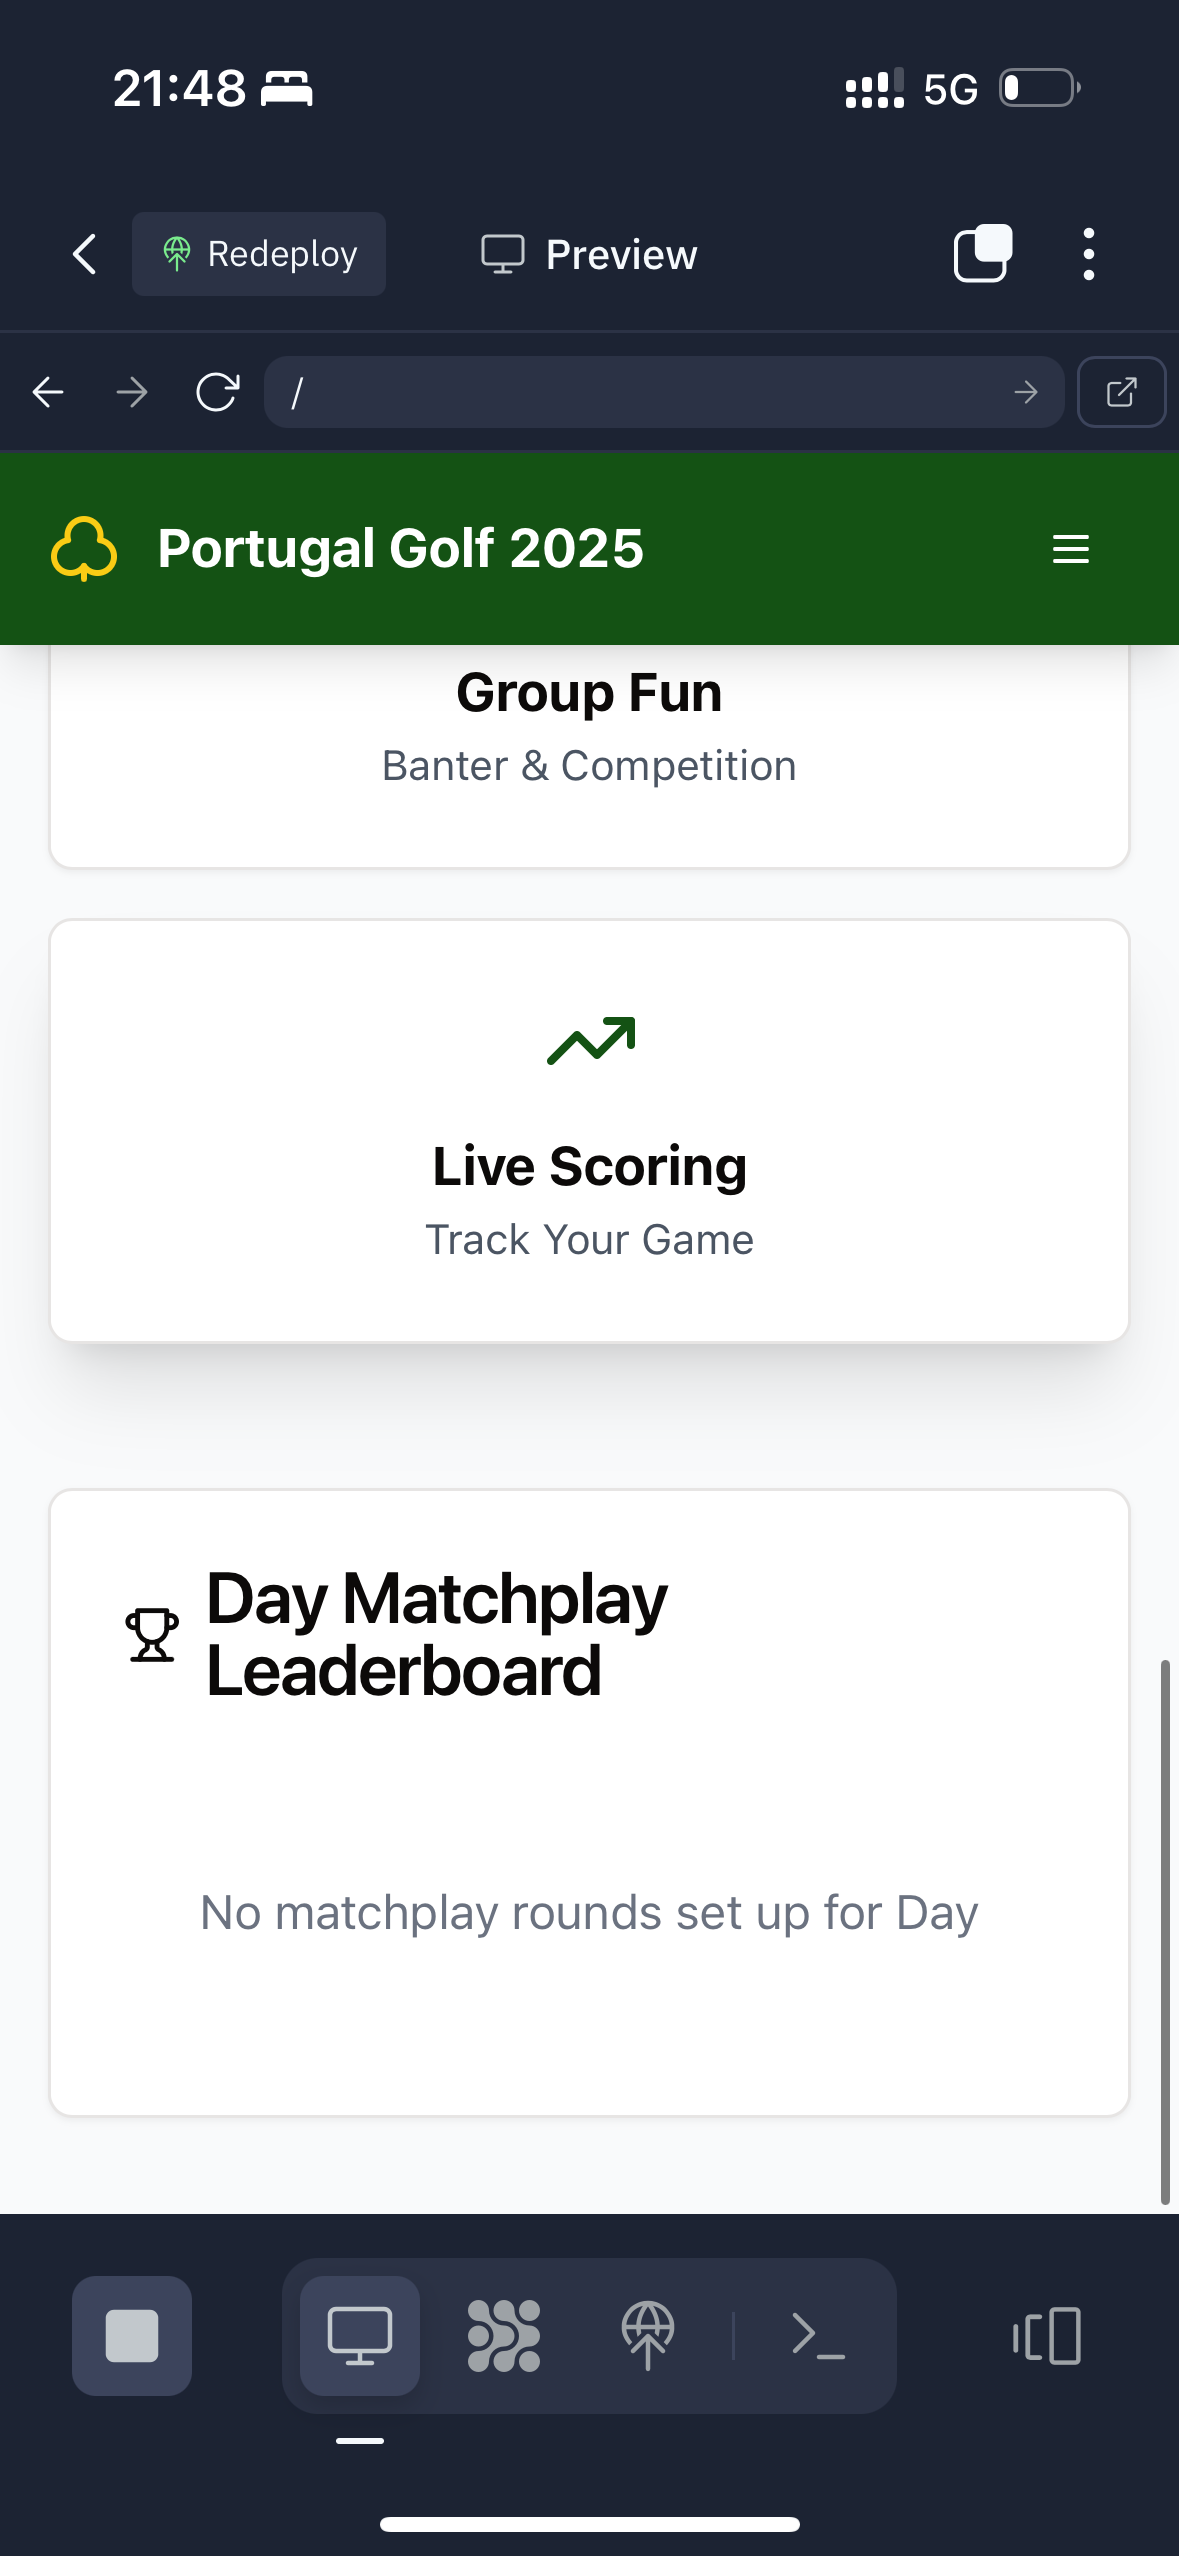 21:48
5G
Redeploy
Preview
/
Portugal Golf 2025
Group Fun
Banter & Competition
Live Scoring
Track Your Game
Day Matchplay
Leaderboard
No matchplay rounds set up for Day